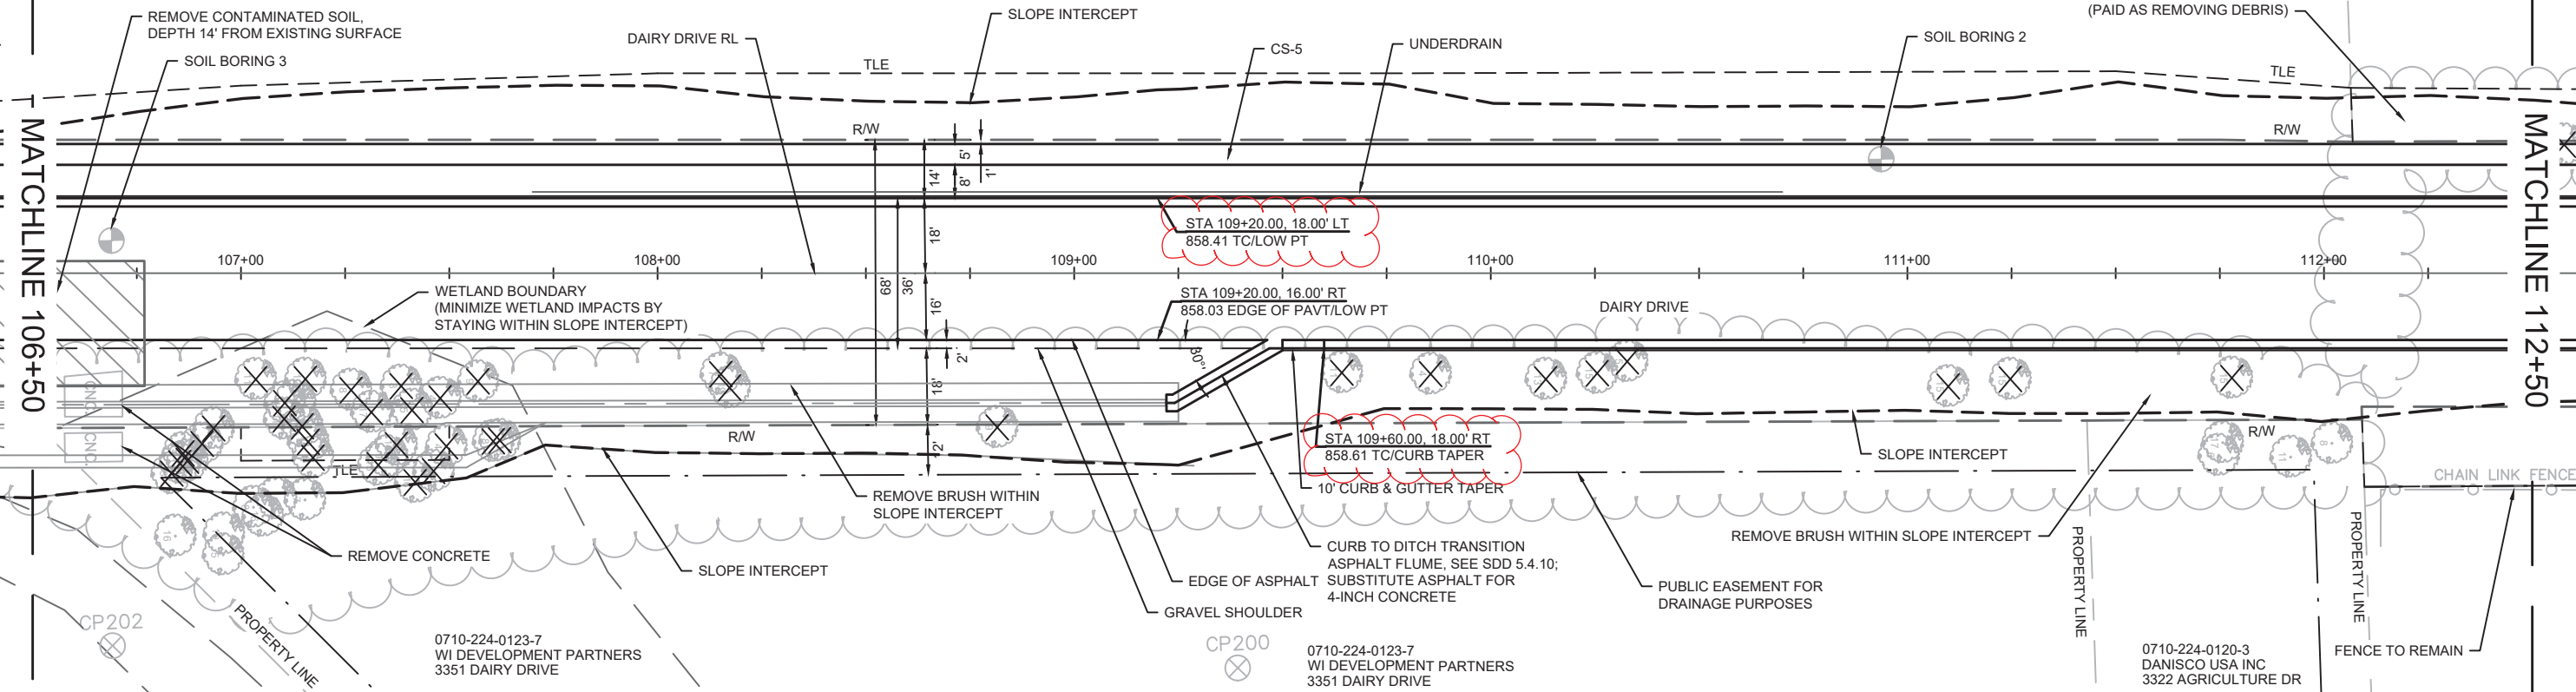 REMOVE CONTAMINATED SOIL,
DEPTH 14' FROM EXISTING SURFACE
SOIL BORING 3
DAIRY DRIVE RL
TLE
SLOPE INTERCEPT
CS-5
UNDERDRAIN
SOIL BORING 2
(PAID AS REMOVING DEBRIS)
TLE
R/W
R/W
MATCHLINE 106+50
MATCHLINE 112+50
5'
1'
14'
8'
18'
68'
36'
16'
2'
18'
12'
STA 109+20.00, 18.00' LT
858.41 TC/LOW PT
107+00
108+00
109+00
110+00
111+00
112+00
WETLAND BOUNDARY
(MINIMIZE WETLAND IMPACTS BY
STAYING WITHIN SLOPE INTERCEPT)
STA 109+20.00, 16.00' RT
858.03 EDGE OF PAVT/LOW PT
DAIRY DRIVE
30°
CNC.
CNC.
R/W
TLE
STA 109+60.00, 18.00' RT
858.61 TC/CURB TAPER
10' CURB & GUTTER TAPER
SLOPE INTERCEPT
R/W
CHAIN LINK FENCE
REMOVE BRUSH WITHIN
SLOPE INTERCEPT
REMOVE BRUSH WITHIN SLOPE INTERCEPT
REMOVE CONCRETE
SLOPE INTERCEPT
EDGE OF ASPHALT
GRAVEL SHOULDER
CURB TO DITCH TRANSITION
ASPHALT FLUME, SEE SDD 5.4.10;
SUBSTITUTE ASPHALT FOR
4-INCH CONCRETE
PUBLIC EASEMENT FOR
DRAINAGE PURPOSES
PROPERTY LINE
PROPERTY LINE
PROPERTY LINE
CP202
CP200
0710-224-0123-7
WI DEVELOPMENT PARTNERS
3351 DAIRY DRIVE
0710-224-0123-7
WI DEVELOPMENT PARTNERS
3351 DAIRY DRIVE
0710-224-0120-3
DANISCO USA INC
3322 AGRICULTURE DR
FENCE TO REMAIN